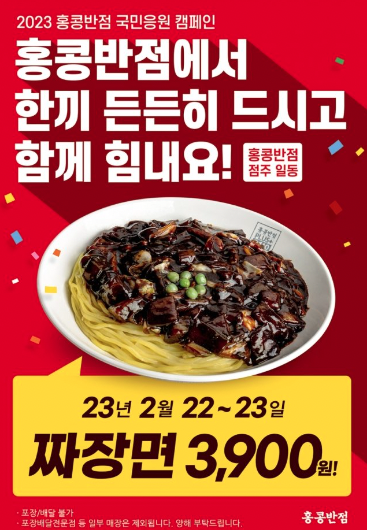 2023 홍콩반점 국민응원 캠페인
홍콩반점에서
한끼 든든히 드시고
함께 힘내요!
홍콩반점
점주 일동
23년 2월 22~23일
짜장면 3,900원!
· 포장/배달 불가
· 포장배달전문점 등 일부 매장은 제외됩니다. 양해 부탁드립니다.
홍콩반점